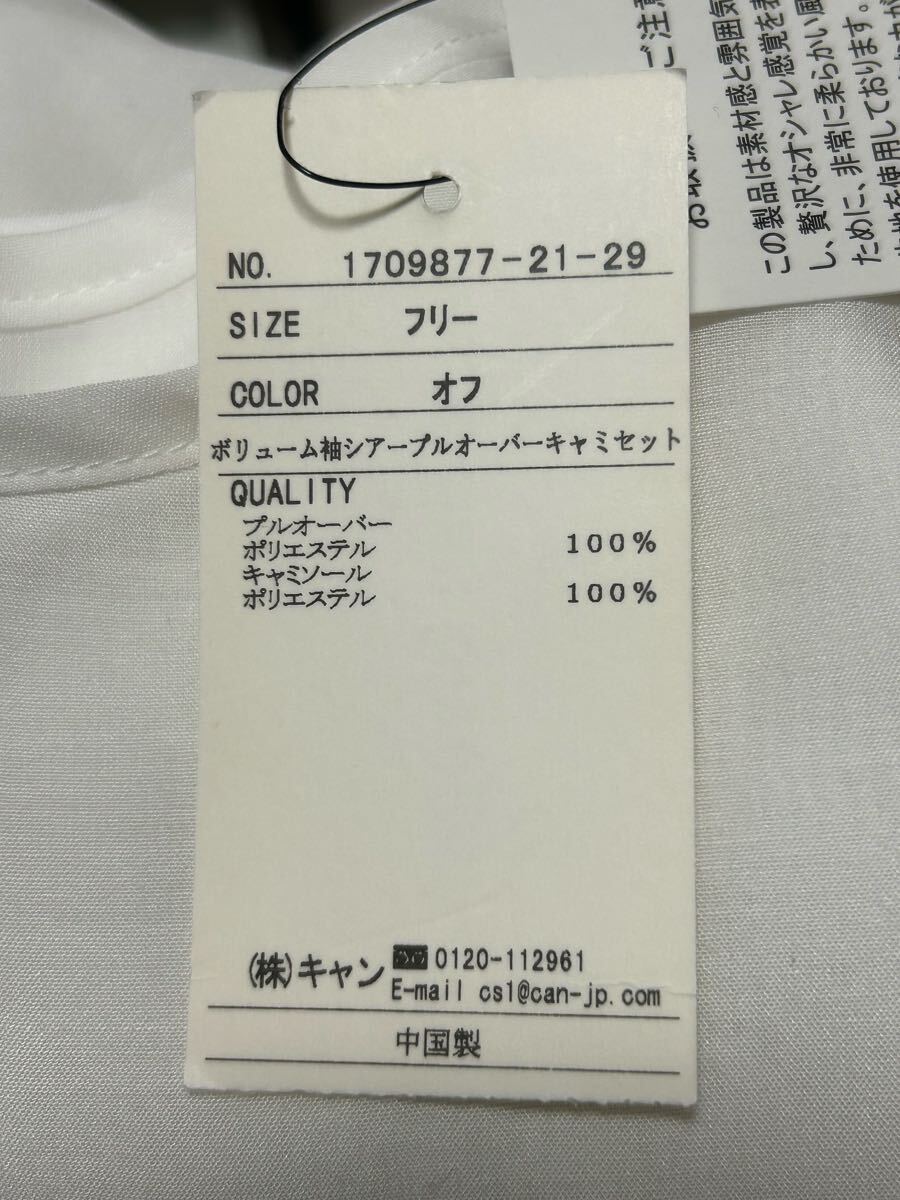 NO. 1709877-21-29
SIZE フリー
COLOR オフ
ボリューム袖シアープルオーバーキャミセット
QUALITY
プルオーバー
ポリエステル 100%
キャミソール
ポリエステル 100%
(株)キャン 0120-112961
E-mail cs1@can-jp.com
中国製
ご注意
この製品は素材感と雰囲気
し、贅沢なオシャレ感覚を表
ために、非常に柔らかい風
を使用しております。